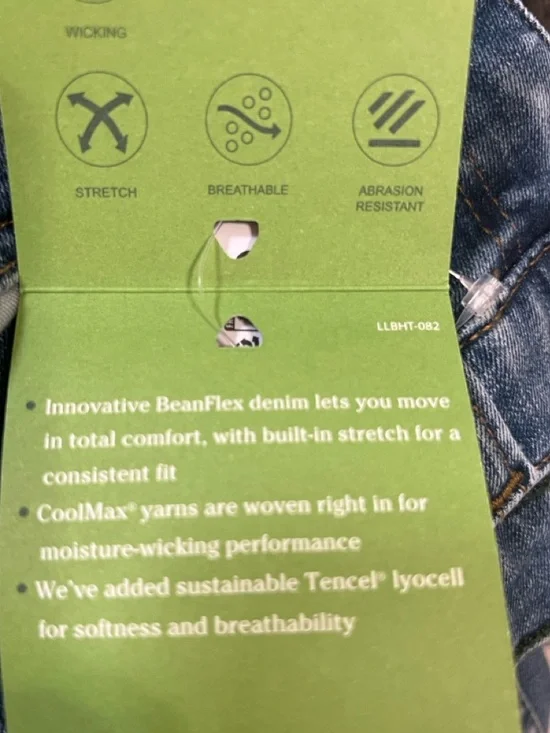 WICKING
STRETCH
BREATHABLE
ABRASION
RESISTANT
LLBHT-082
• Innovative BeanFlex denim lets you move
in total comfort, with built-in stretch for a
consistent fit
• CoolMax® yarns are woven right in for
moisture-wicking performance
• We've added sustainable Tencel® lyocell
for softness and breathability